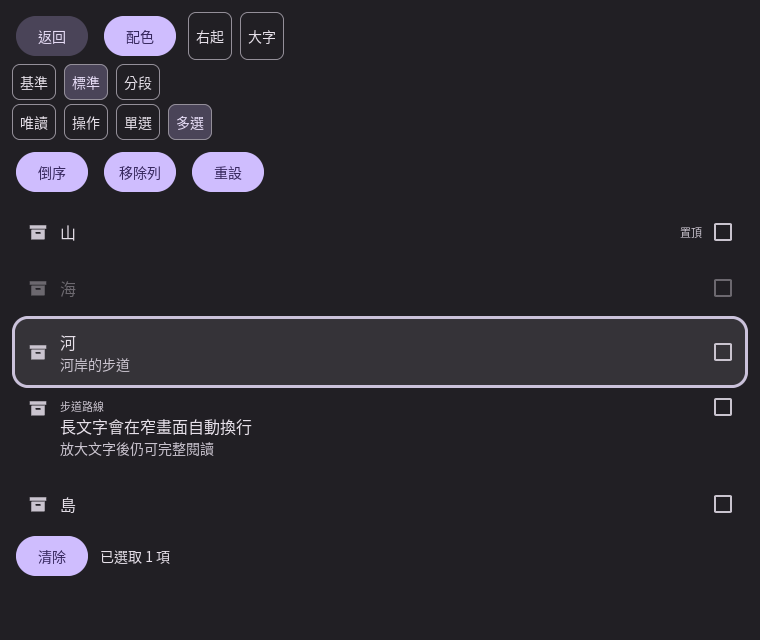 返回 配色 右起 大字
基準 標準 分段
唯讀 操作 單選 多選
倒序 移除列 重設
山 置頂
海
河
河岸的步道
步道路線
長文字會在窄畫面自動換行
放大文字後仍可完整閱讀
島
清除 已選取 1 項